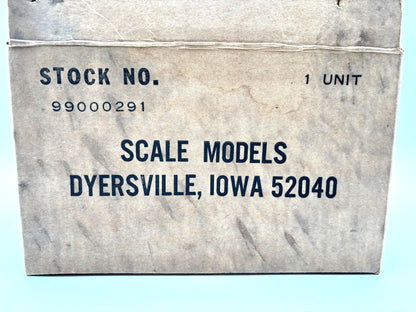 STOCK NO. 1 UNIT
99000291
SCALE MODELS
DYERSVILLE, IOWA 52040